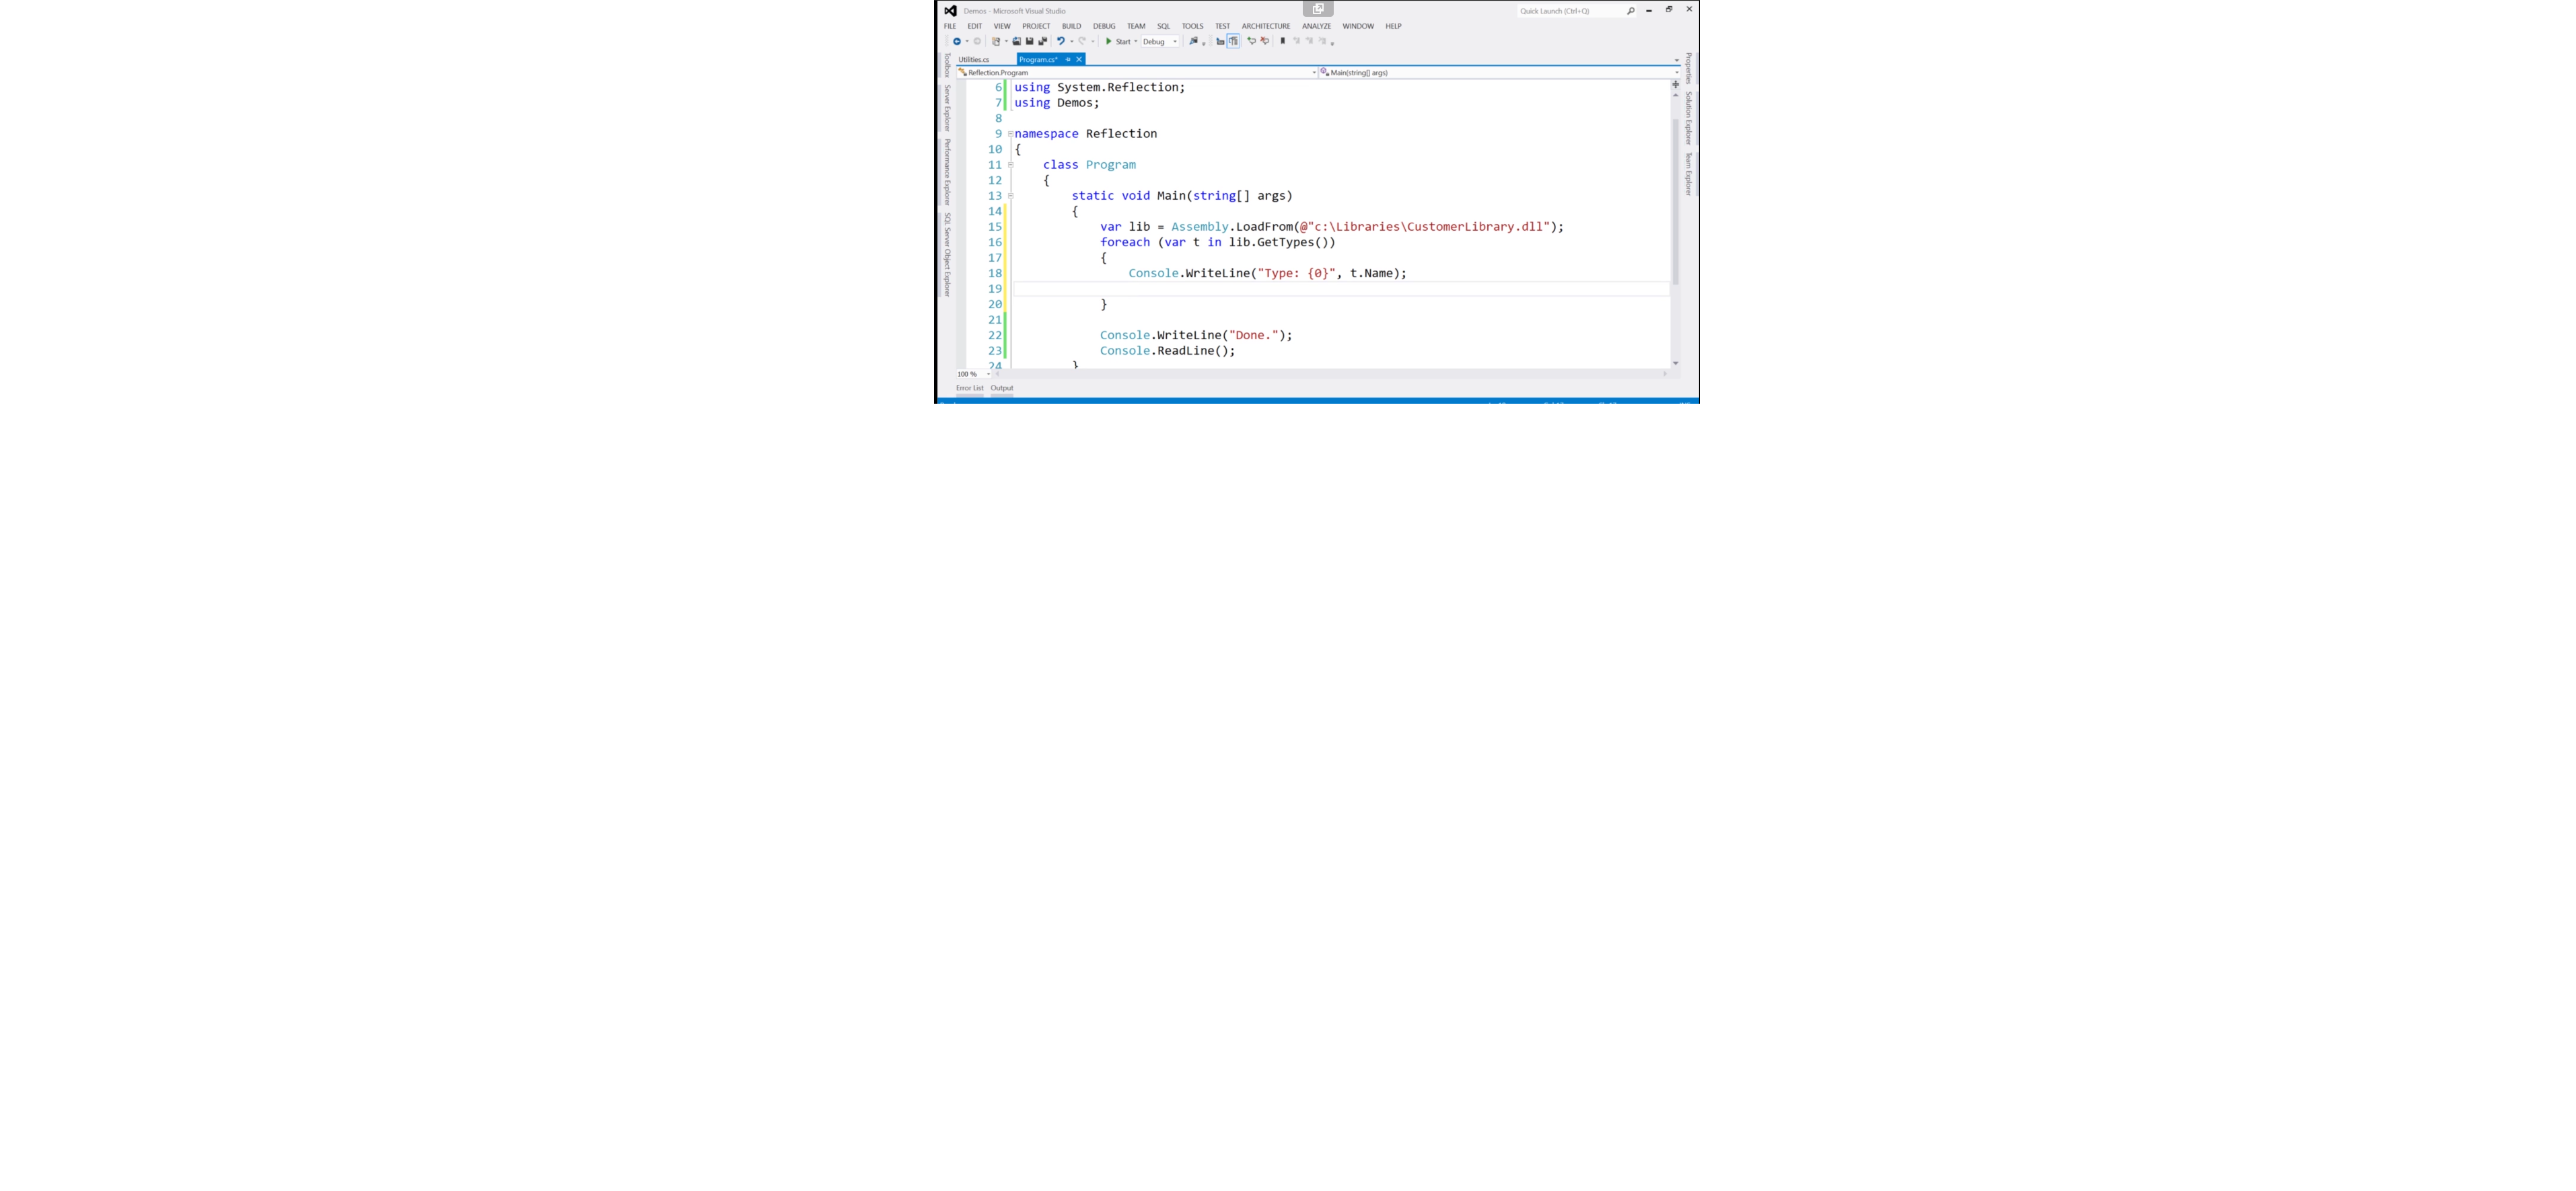 Demos - Microsoft Visual Studio
Quick Launch (Ctrl+Q)
FILE EDIT VIEW PROJECT BUILD DEBUG TEAM SQL TOOLS TEST ARCHITECTURE ANALYZE WINDOW HELP
Start Debug
Utilities.cs Program.cs*
Reflection.Program Main(string[] args)
Toolbox
Server Explorer
Performance Explorer
SQL Server Object Explorer
6 using System.Reflection;
7 using Demos;
8
9 namespace Reflection
10 {
11 class Program
12 {
13 static void Main(string[] args)
14 {
15 var lib = Assembly.LoadFrom(@"c:\Libraries\CustomerLibrary.dll");
16 foreach (var t in lib.GetTypes())
17 {
18 Console.WriteLine("Type: {0}", t.Name);
19
20 }
21
22 Console.WriteLine("Done.");
23 Console.ReadLine();
24 }
100 %
Error List Output
Properties
Solution Explorer
Team Explorer